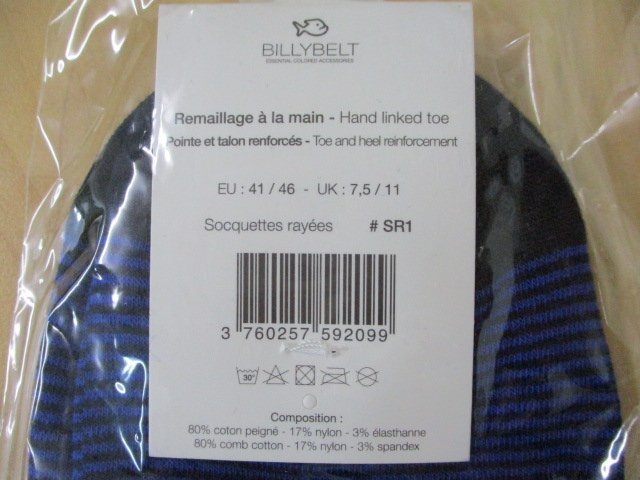 BILLYBELT
ESSENTIAL COLORED ACCESSORIES
Remaillage à la main - Hand linked toe
Pointe et talon renforcés - Toe and heel reinforcement
EU : 41 / 46 - UK : 7,5 / 11
Socquettes rayées # SR1
3 760257 592099
30°
Composition :
80% coton peigné - 17% nylon - 3% élasthanne
80% comb cotton - 17% nylon - 3% spandex